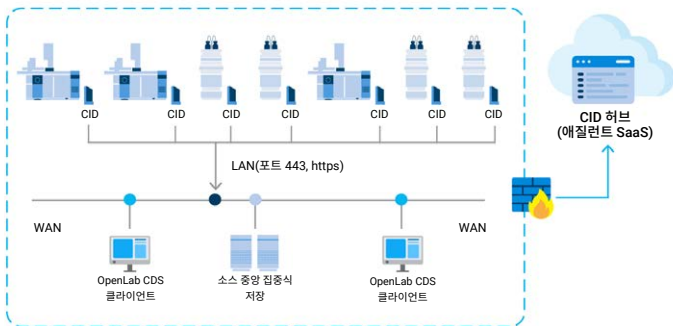 CID
CID
CID
CID
CID
CID
CID
CID 허브
(애질런트 SaaS)
LAN(포트 443, https)
WAN
WAN
OpenLab CDS
클라이언트
소스 중앙 집중식
저장
OpenLab CDS
클라이언트